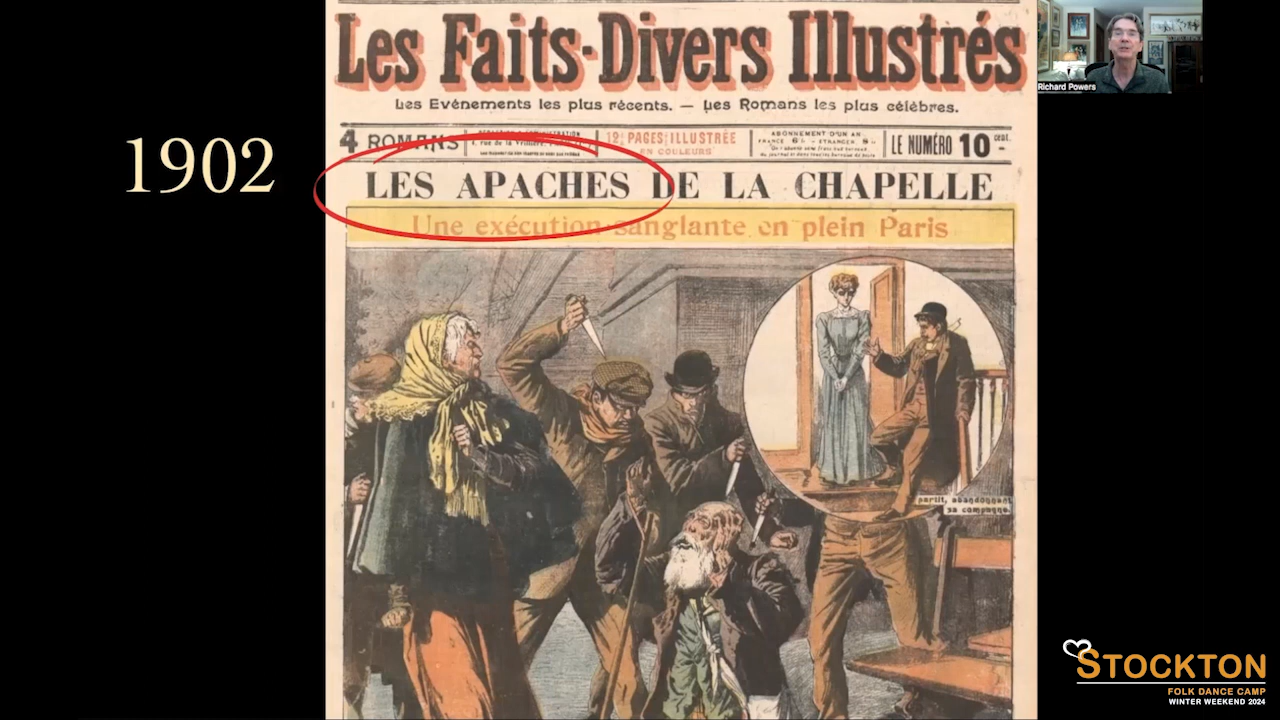 1902
Les Faits-Divers Illustrés
Les Evénements les plus récents. — Les Romans les plus célèbres.
4 ROMANS
12 PAGES ILLUSTRÉE
EN COULEURS
ABONNEMENT D'UN AN
LE NUMÉRO 10 cent.
LES APACHES DE LA CHAPELLE
Une exécution sanglante en plein Paris
partit, abandonnant
sa compagne.
Richard Powers
STOCKTON
FOLK DANCE CAMP
WINTER WEEKEND 2024